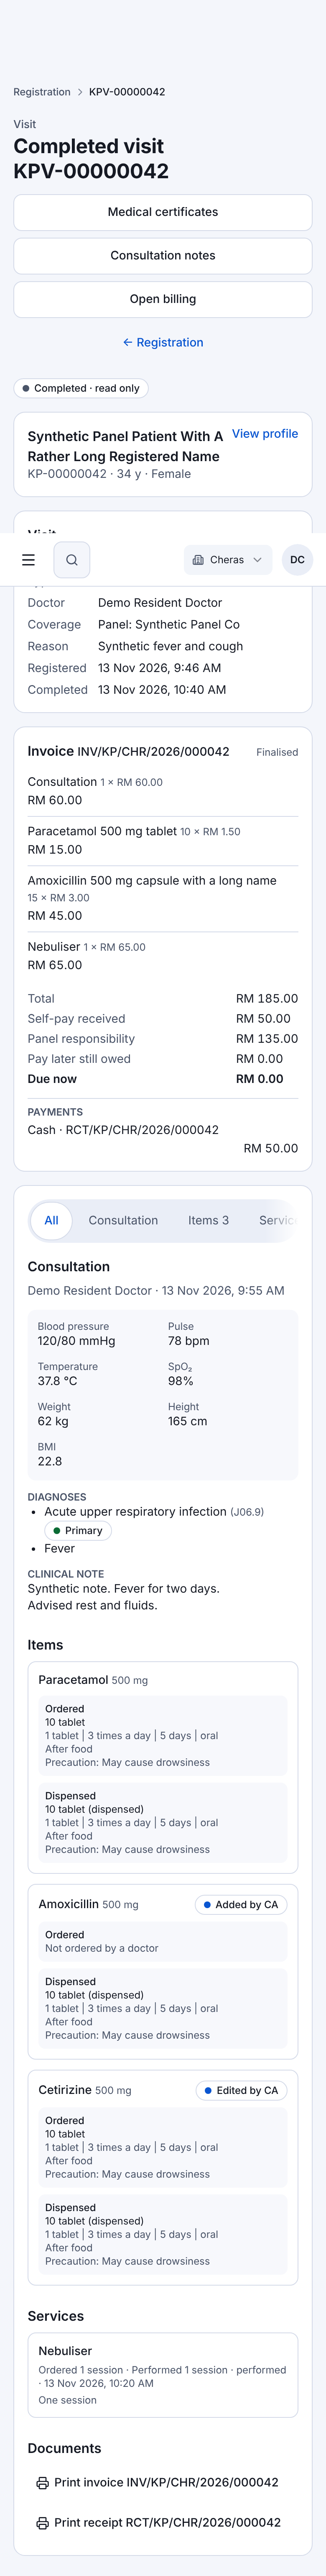 Registration > KPV-00000042
Visit
Completed visit
KPV-00000042
Medical certificates
Consultation notes
Open billing
← Registration
Completed · read only
Synthetic Panel Patient With A
Rather Long Registered Name
View profile
KP-00000042 · 34 y · Female
Cheras
DC
Doctor Demo Resident Doctor
Coverage Panel: Synthetic Panel Co
Reason Synthetic fever and cough
Registered 13 Nov 2026, 9:46 AM
Completed 13 Nov 2026, 10:40 AM
Invoice INV/KP/CHR/2026/000042 Finalised
Consultation 1 × RM 60.00
RM 60.00
Paracetamol 500 mg tablet 10 × RM 1.50
RM 15.00
Amoxicillin 500 mg capsule with a long name
15 × RM 3.00
RM 45.00
Nebuliser 1 × RM 65.00
RM 65.00
Total RM 185.00
Self-pay received RM 50.00
Panel responsibility RM 135.00
Pay later still owed RM 0.00
Due now RM 0.00
PAYMENTS
Cash · RCT/KP/CHR/2026/000042
RM 50.00
All Consultation Items 3
Consultation
Demo Resident Doctor · 13 Nov 2026, 9:55 AM
Blood pressure Pulse
120/80 mmHg 78 bpm
Temperature SpO₂
37.8 °C 98%
Weight Height
62 kg 165 cm
BMI
22.8
DIAGNOSES
• Acute upper respiratory infection (J06.9)
Primary
• Fever
CLINICAL NOTE
Synthetic note. Fever for two days.
Advised rest and fluids.
Items
Paracetamol 500 mg
Ordered
10 tablet
1 tablet | 3 times a day | 5 days | oral
After food
Precaution: May cause drowsiness
Dispensed
10 tablet (dispensed)
1 tablet | 3 times a day | 5 days | oral
After food
Precaution: May cause drowsiness
Amoxicillin 500 mg Added by CA
Ordered
Not ordered by a doctor
Dispensed
10 tablet (dispensed)
1 tablet | 3 times a day | 5 days | oral
After food
Precaution: May cause drowsiness
Cetirizine 500 mg Edited by CA
Ordered
10 tablet
1 tablet | 3 times a day | 5 days | oral
After food
Precaution: May cause drowsiness
Dispensed
10 tablet (dispensed)
1 tablet | 3 times a day | 5 days | oral
After food
Precaution: May cause drowsiness
Services
Nebuliser
Ordered 1 session · Performed 1 session · performed
· 13 Nov 2026, 10:20 AM
One session
Documents
Print invoice INV/KP/CHR/2026/000042
Print receipt RCT/KP/CHR/2026/000042